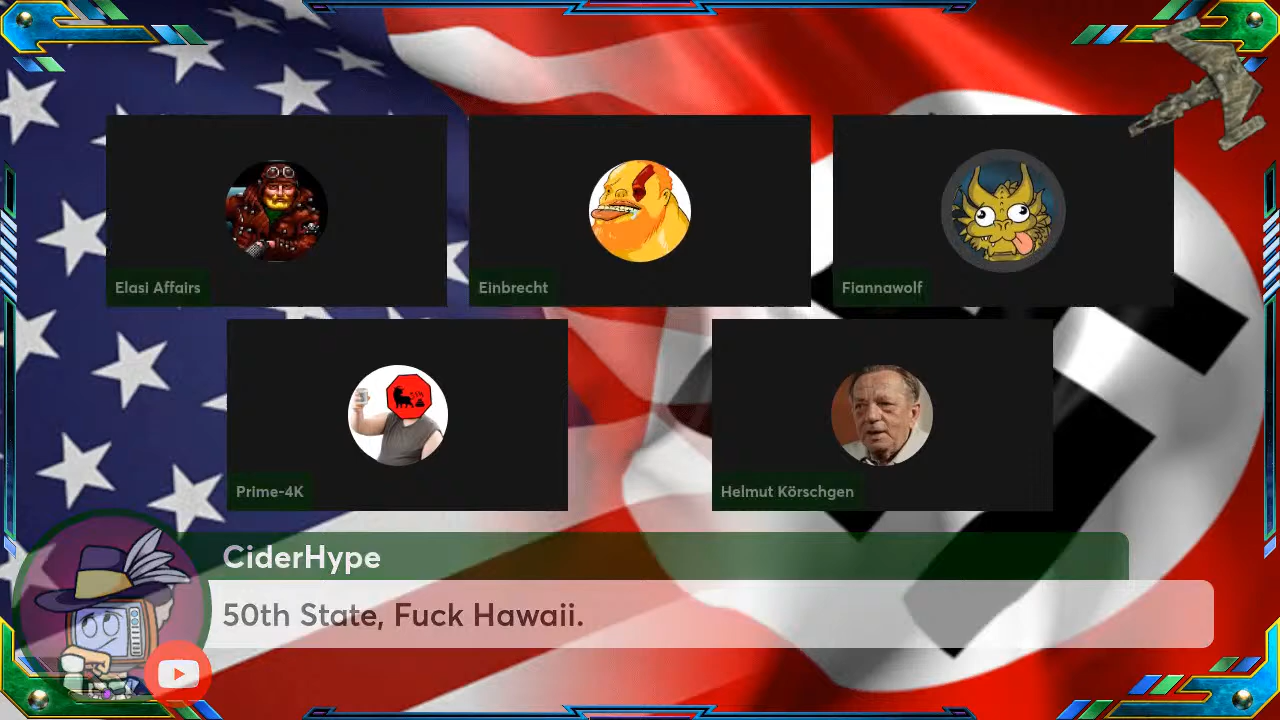 Elasi Affairs
Einbrecht
Fiannawolf
Prime-4K
Helmut Körschgen
CiderHype
50th State, Fuck Hawaii.